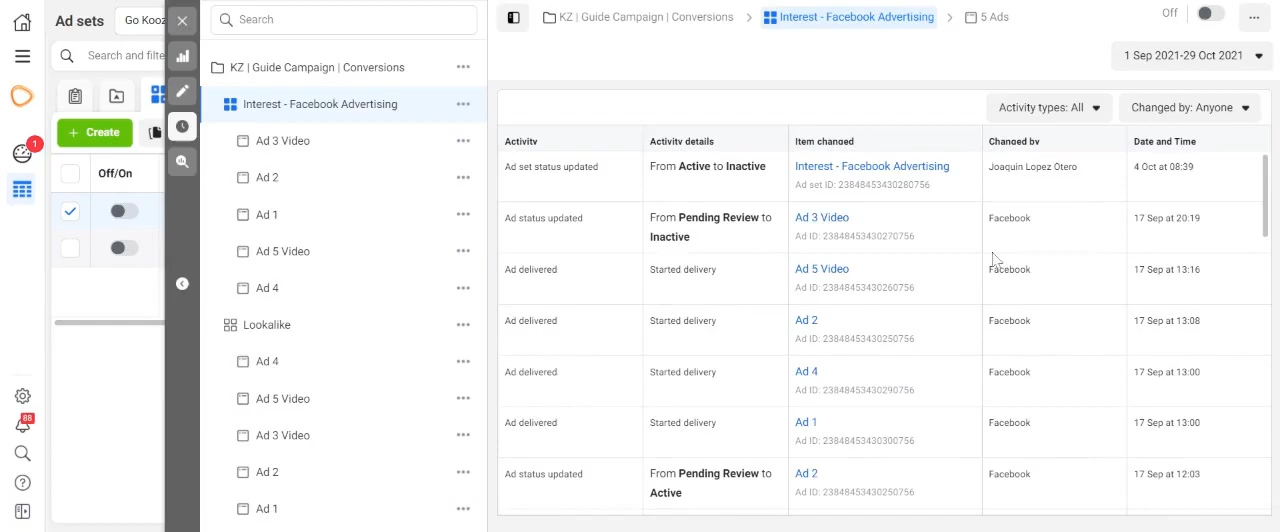 Ad sets
Go Kooz
Search and filte
Create
Off/On
1
88
Search
KZ | Guide Campaign | Conversions
Interest - Facebook Advertising
Ad 3 Video
Ad 2
Ad 1
Ad 5 Video
Ad 4
Lookalike
Ad 4
Ad 5 Video
Ad 3 Video
Ad 2
Ad 1
KZ | Guide Campaign | Conversions
Interest - Facebook Advertising
5 Ads
Off
1 Sep 2021-29 Oct 2021
Activity types: All
Changed by: Anyone
Activity Activity details Item changed Changed by Date and Time
Ad set status updated From Active to Inactive Interest - Facebook Advertising Joaquin Lopez Otero 4 Oct at 08:39
Ad set ID: 23848453430280756
Ad status updated From Pending Review to Ad 3 Video Facebook 17 Sep at 20:19
Inactive Ad ID: 23848453430270756
Ad delivered Started delivery Ad 5 Video Facebook 17 Sep at 13:16
Ad ID: 23848453430260756
Ad delivered Started delivery Ad 2 Facebook 17 Sep at 13:08
Ad ID: 23848453430250756
Ad delivered Started delivery Ad 4 Facebook 17 Sep at 13:00
Ad ID: 23848453430290756
Ad delivered Started delivery Ad 1 Facebook 17 Sep at 13:00
Ad ID: 23848453430300756
Ad status updated From Pending Review to Ad 2 Facebook 17 Sep at 12:03
Active Ad ID: 23848453430250756